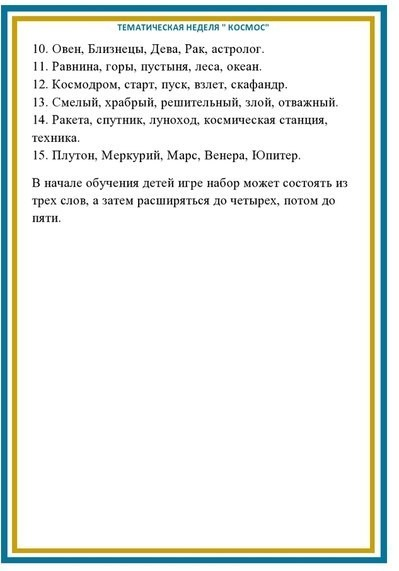 ТЕМАТИЧЕСКАЯ НЕДЕЛЯ " КОСМОС"
10. Овен, Близнецы, Дева, Рак, астролог.
11. Равнина, горы, пустыня, леса, океан.
12. Космодром, старт, пуск, взлет, скафандр.
13. Смелый, храбрый, решительный, злой, отважный.
14. Ракета, спутник, луноход, космическая станция,
техника.
15. Плутон, Меркурий, Марс, Венера, Юпитер.
В начале обучения детей игре набор может состоять из
трех слов, а затем расширяться до четырех, потом до
пяти.